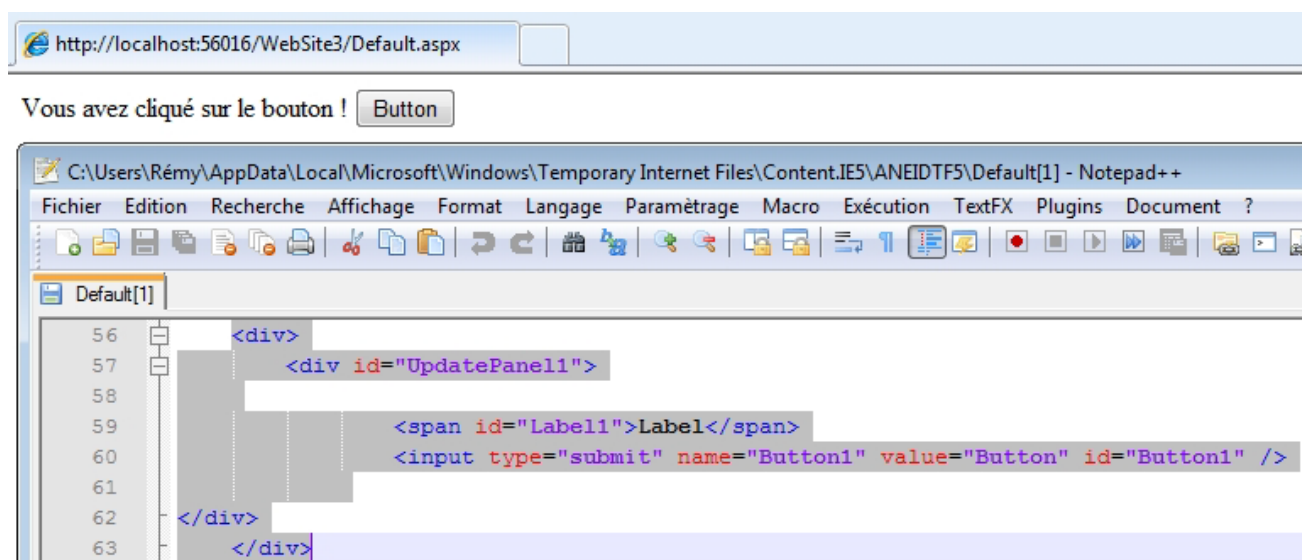 http://localhost:56016/WebSite3/Default.aspx
Vous avez cliqué sur le bouton ! Button
C:\Users\Rémy\AppData\Local\Microsoft\Windows\Temporary Internet Files\Content.IE5\ANEIDTF5\Default[1] - Notepad++
Fichier Edition Recherche Affichage Format Langage Paramètrage Macro Exécution TextFX Plugins Document ?
Default[1]
56 <div>
57 <div id="UpdatePanel1">
58
59 <span id="Label1">Label</span>
60 <input type="submit" name="Button1" value="Button" id="Button1" />
61
62 </div>
63 </div>